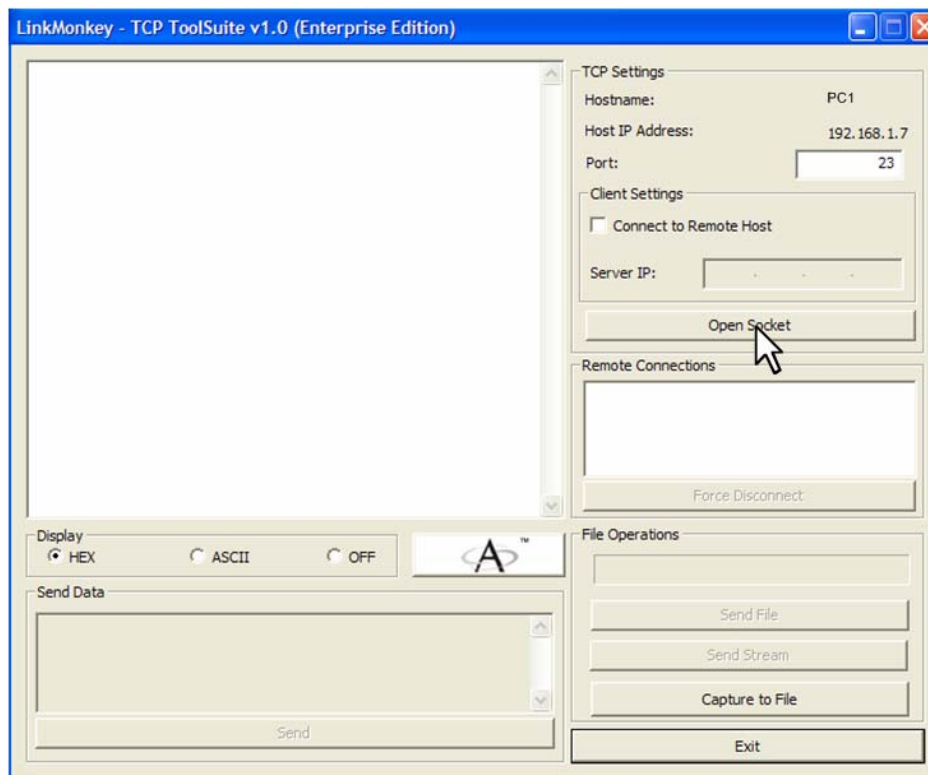 LinkMonkey - TCP ToolSuite v1.0 (Enterprise Edition)
TCP Settings
Hostname: PC1
Host IP Address: 192.168.1.7
Port: 23
Client Settings
Connect to Remote Host
Server IP: . . .
Open Socket
Remote Connections
Force Disconnect
Display
HEX ASCII OFF
A™
Send Data
Send
File Operations
Send File
Send Stream
Capture to File
Exit